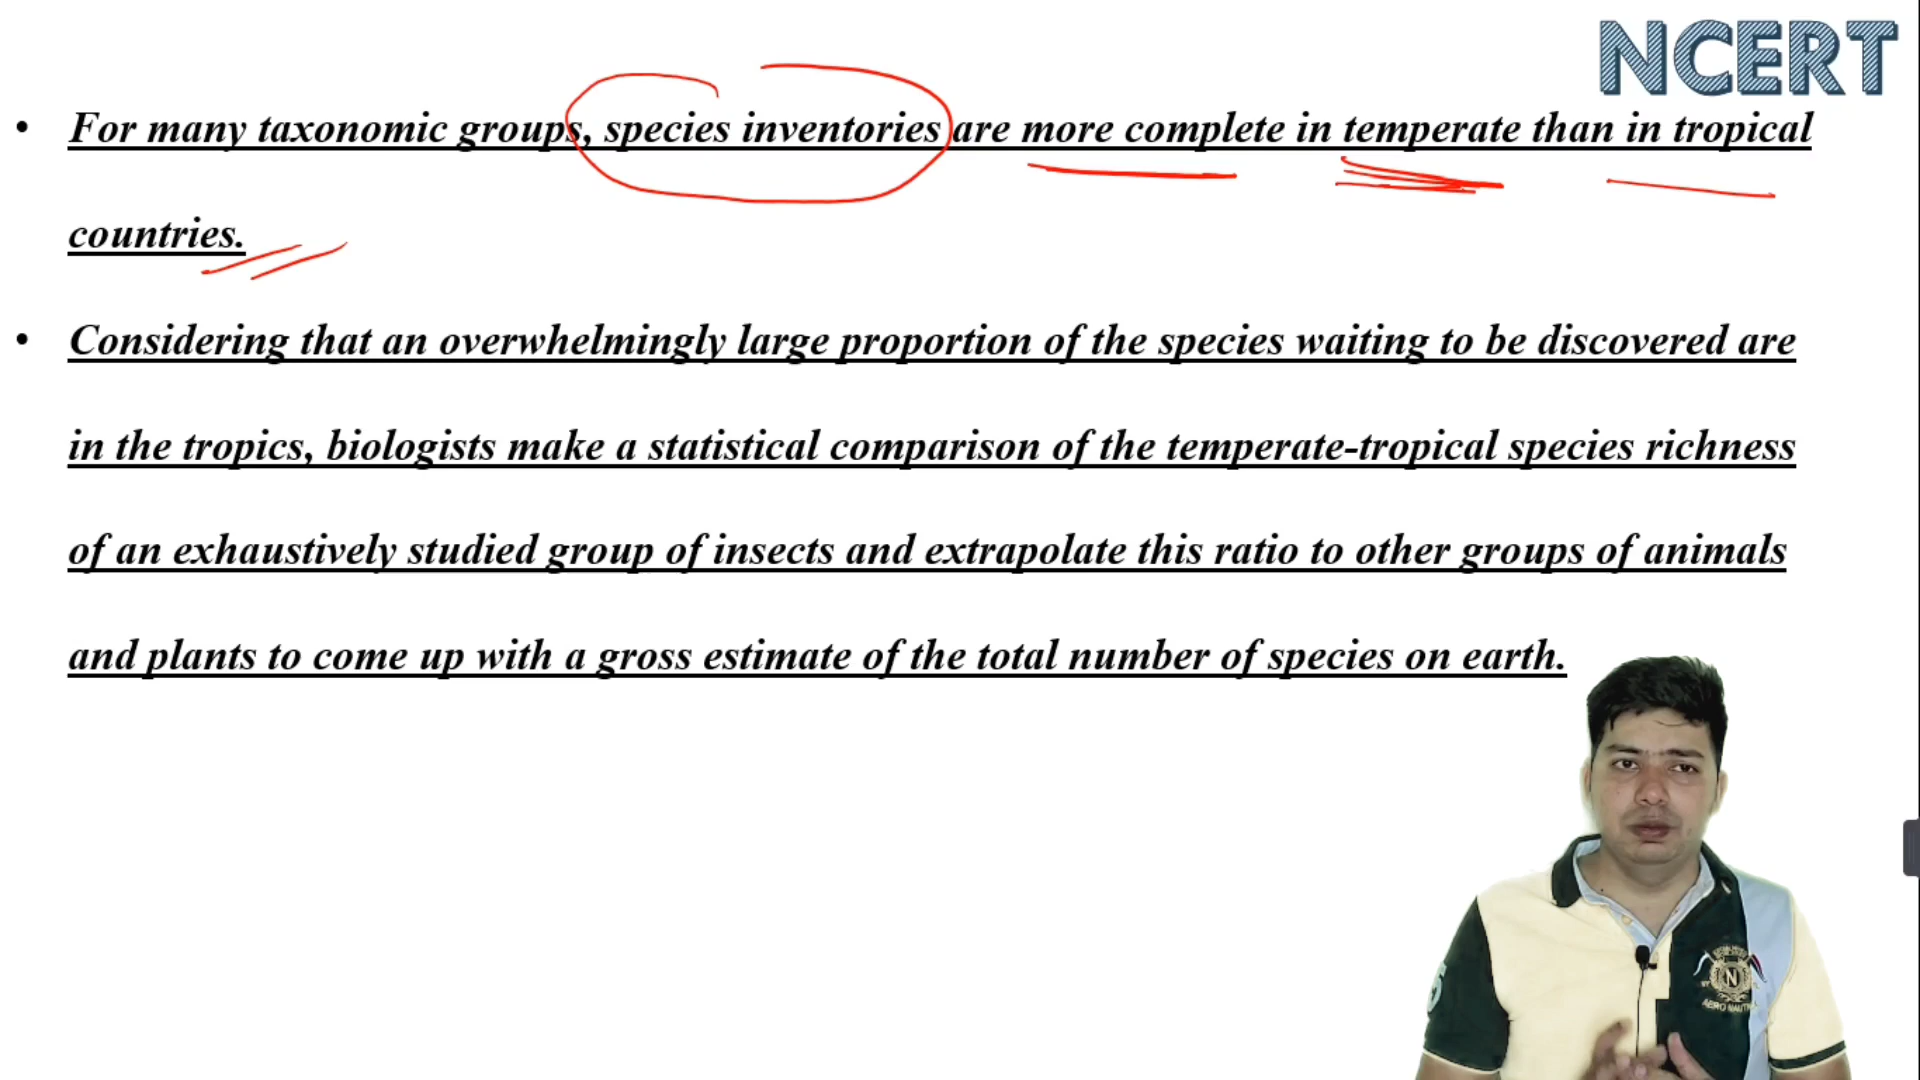 NCERT
• For many taxonomic groups, species inventories are more complete in temperate than in tropical
countries.
• Considering that an overwhelmingly large proportion of the species waiting to be discovered are
in the tropics, biologists make a statistical comparison of the temperate-tropical species richness
of an exhaustively studied group of insects and extrapolate this ratio to other groups of animals
and plants to come up with a gross estimate of the total number of species on earth.
N